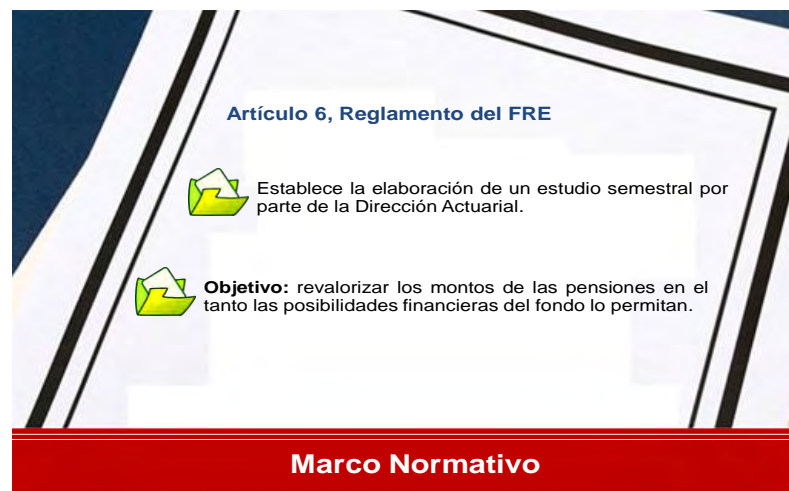 Artículo 6, Reglamento del FRE
Establece la elaboración de un estudio semestral por
parte de la Dirección Actuarial.
Objetivo: revalorizar los montos de las pensiones en el
tanto las posibilidades financieras del fondo lo permitan.
Marco Normativo